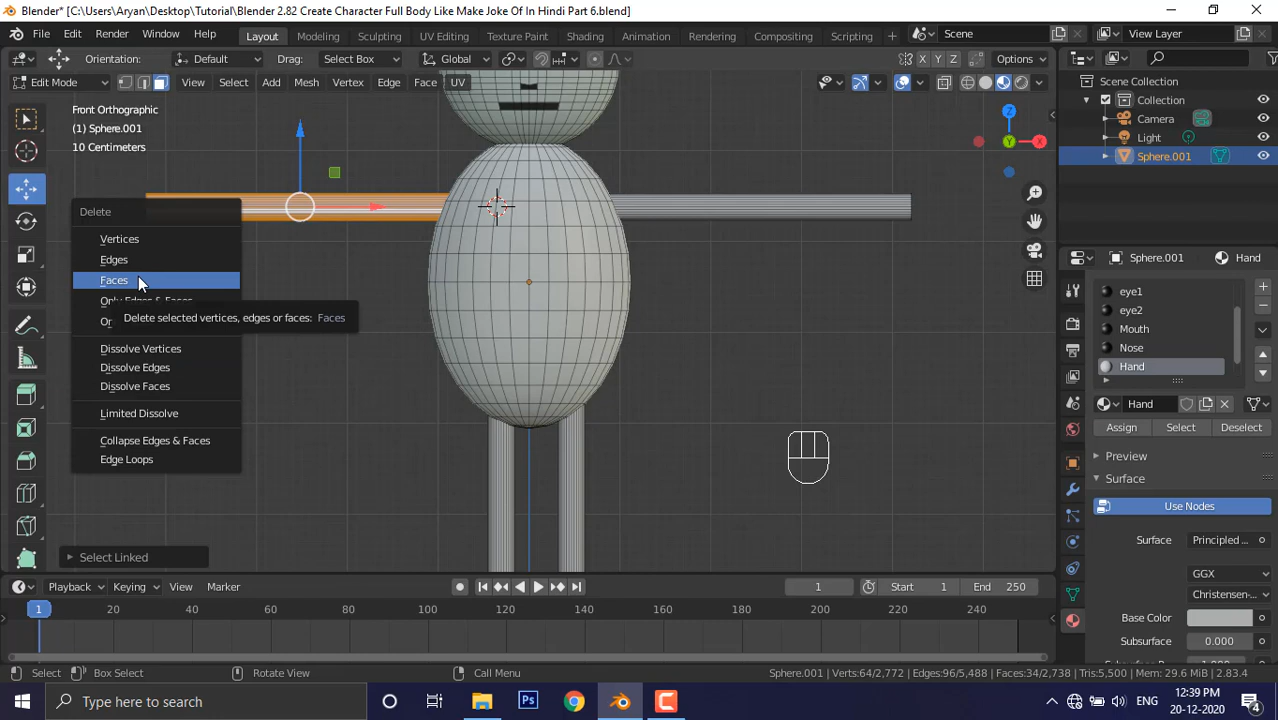 Blender* [C:\Users\Aryan\Desktop\Tutorial\Blender 2.82 Create Character Full Body Like Make Joke Of In Hindi Part 6.blend]
File Edit Render Window Help Layout Modeling Sculpting UV Editing Texture Paint Shading Animation Rendering Compositing Scripting + Scene View Layer
Orientation: Default Drag: Select Box Global X Y Z Options
Edit Mode View Select Add Mesh Vertex Edge Face UV
Front Orthographic
(1) Sphere.001
10 Centimeters
Z
X
Y
Delete
Vertices
Edges
Faces
Only Edges & Faces
Delete selected vertices, edges or faces: Faces
Dissolve Vertices
Dissolve Edges
Dissolve Faces
Limited Dissolve
Collapse Edges & Faces
Edge Loops
Select Linked
Scene Collection
Collection
Camera
Light
Sphere.001
Sphere.001 Hand
eye1
eye2
Mouth
Nose
Hand
Hand
Assign Select Deselect
Preview
Surface
Use Nodes
Surface Principled ...
GGX
Christensen-...
Base Color
Subsurface 0.000
Playback Keying View Marker 1 Start 1 End 250
1 20 40 60 80 100 120 140 160 180 200 220 240
Select Box Select Rotate View Call Menu Sphere.001 | Verts:64/2,772 | Edges:96/5,488 | Faces:34/2,738 | Tris:5,500 | Mem: 29.6 MiB | 2.83.4
Type here to search
Ps
ENG
12:39 PM
20-12-2020
4